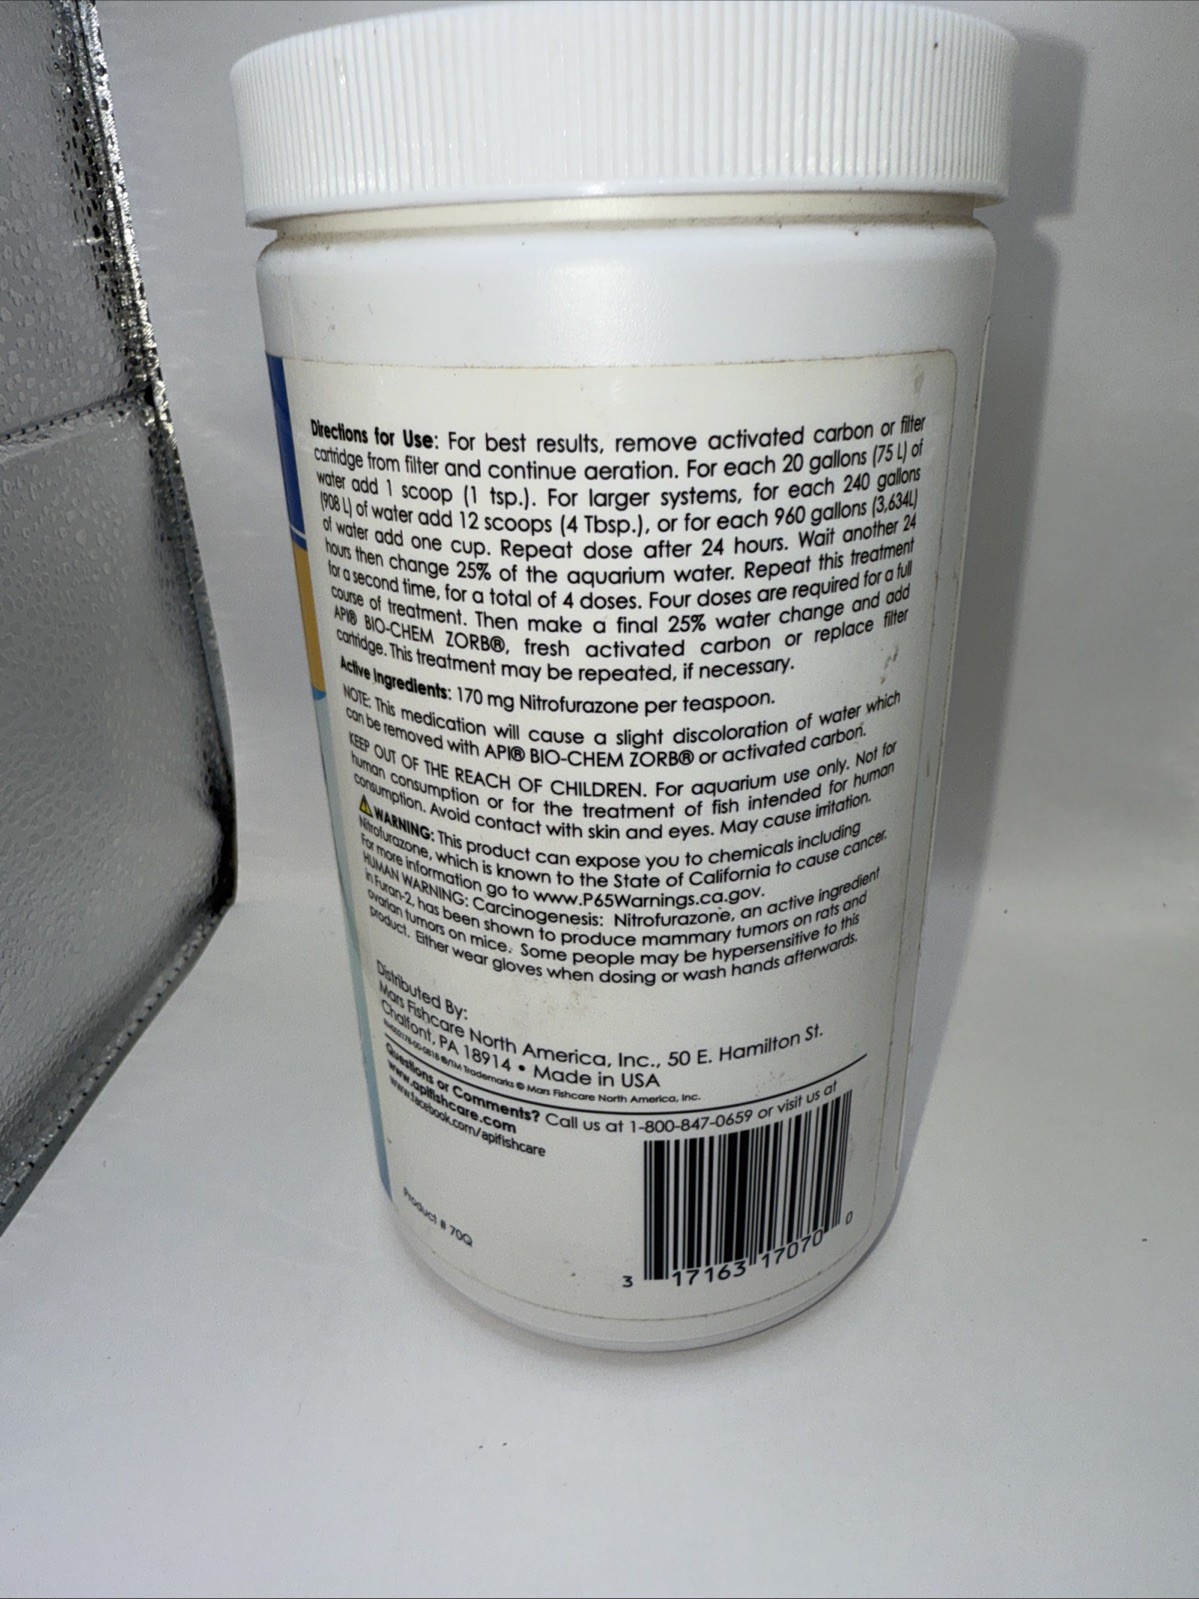 Directions for Use: For best results, remove activated carbon or filter
cartridge from filter and continue aeration. For each 20 gallons (75 L) of
water add 1 scoop (1 tsp.). For larger systems, for each 240 gallons
(908 L) of water add 12 scoops (4 Tbsp.), or for each 960 gallons (3,634L)
of water add one cup. Repeat dose after 24 hours. Wait another 24
hours then change 25% of the aquarium water. Repeat this treatment
for a second time, for a total of 4 doses. Four doses are required for a full
course of treatment. Then make a final 25% water change and add
API® BIO-CHEM ZORB®, fresh activated carbon or replace filter
cartridge. This treatment may be repeated, if necessary.
Active Ingredients: 170 mg Nitrofurazone per teaspoon.
NOTE: This medication will cause a slight discoloration of water which
can be removed with API® BIO-CHEM ZORB® or activated carbon.
KEEP OUT OF THE REACH OF CHILDREN. For aquarium use only. Not for
human consumption or for the treatment of fish intended for human
consumption. Avoid contact with skin and eyes. May cause irritation.
⚠WARNING: This product can expose you to chemicals including
Nitrofurazone, which is known to the State of California to cause cancer.
For more information go to www.P65Warnings.ca.gov.
HUMAN WARNING: Carcinogenesis: Nitrofurazone, an active ingredient
in Furan-2, has been shown to produce mammary tumors on rats and
ovarian tumors on mice. Some people may be hypersensitive to this
product. Either wear gloves when dosing or wash hands afterwards.
Distributed By:
Mars Fishcare North America, Inc., 50 E. Hamilton St.
Chalfont, PA 18914 • Made in USA
®/TM Trademarks © Mars Fishcare North America, Inc.
Questions or Comments? Call us at 1-800-847-0659 or visit us at
www.apifishcare.com
www.facebook.com/apifishcare
Product # 70Q
3 17163 17070 0